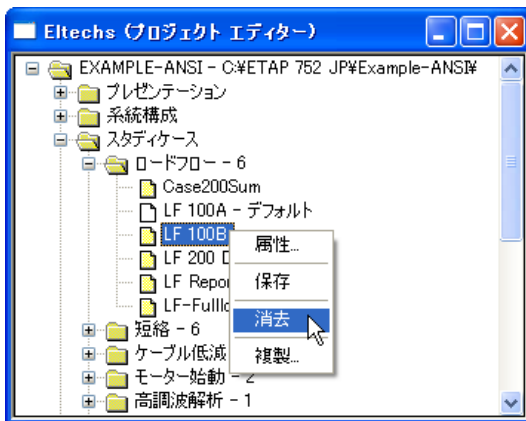 Eltechs (プロジェクト エディター)
EXAMPLE-ANSI - C:¥ETAP 752 JP¥Example-ANSI¥
プレゼンテーション
系統構成
スタディケース
ロードフロー - 6
Case200Sum
LF 100A - デフォルト
LF 100B
属性...
LF 200
LF Repo
保存
LF-Fulllo
消去
短絡 - 6
ケーブル低減
複製...
モーター始動 - 2
高調波解析 - 1